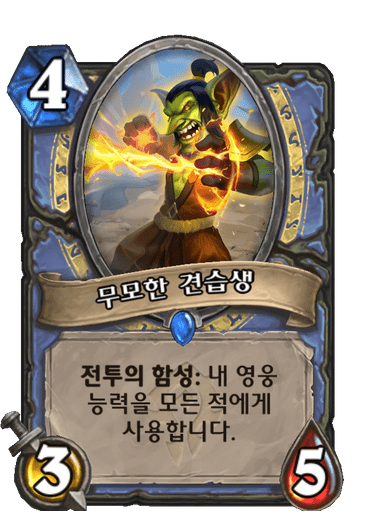 4
무모한 견습생
전투의 함성: 내 영웅
능력을 모든 적에게
사용합니다.
3
5